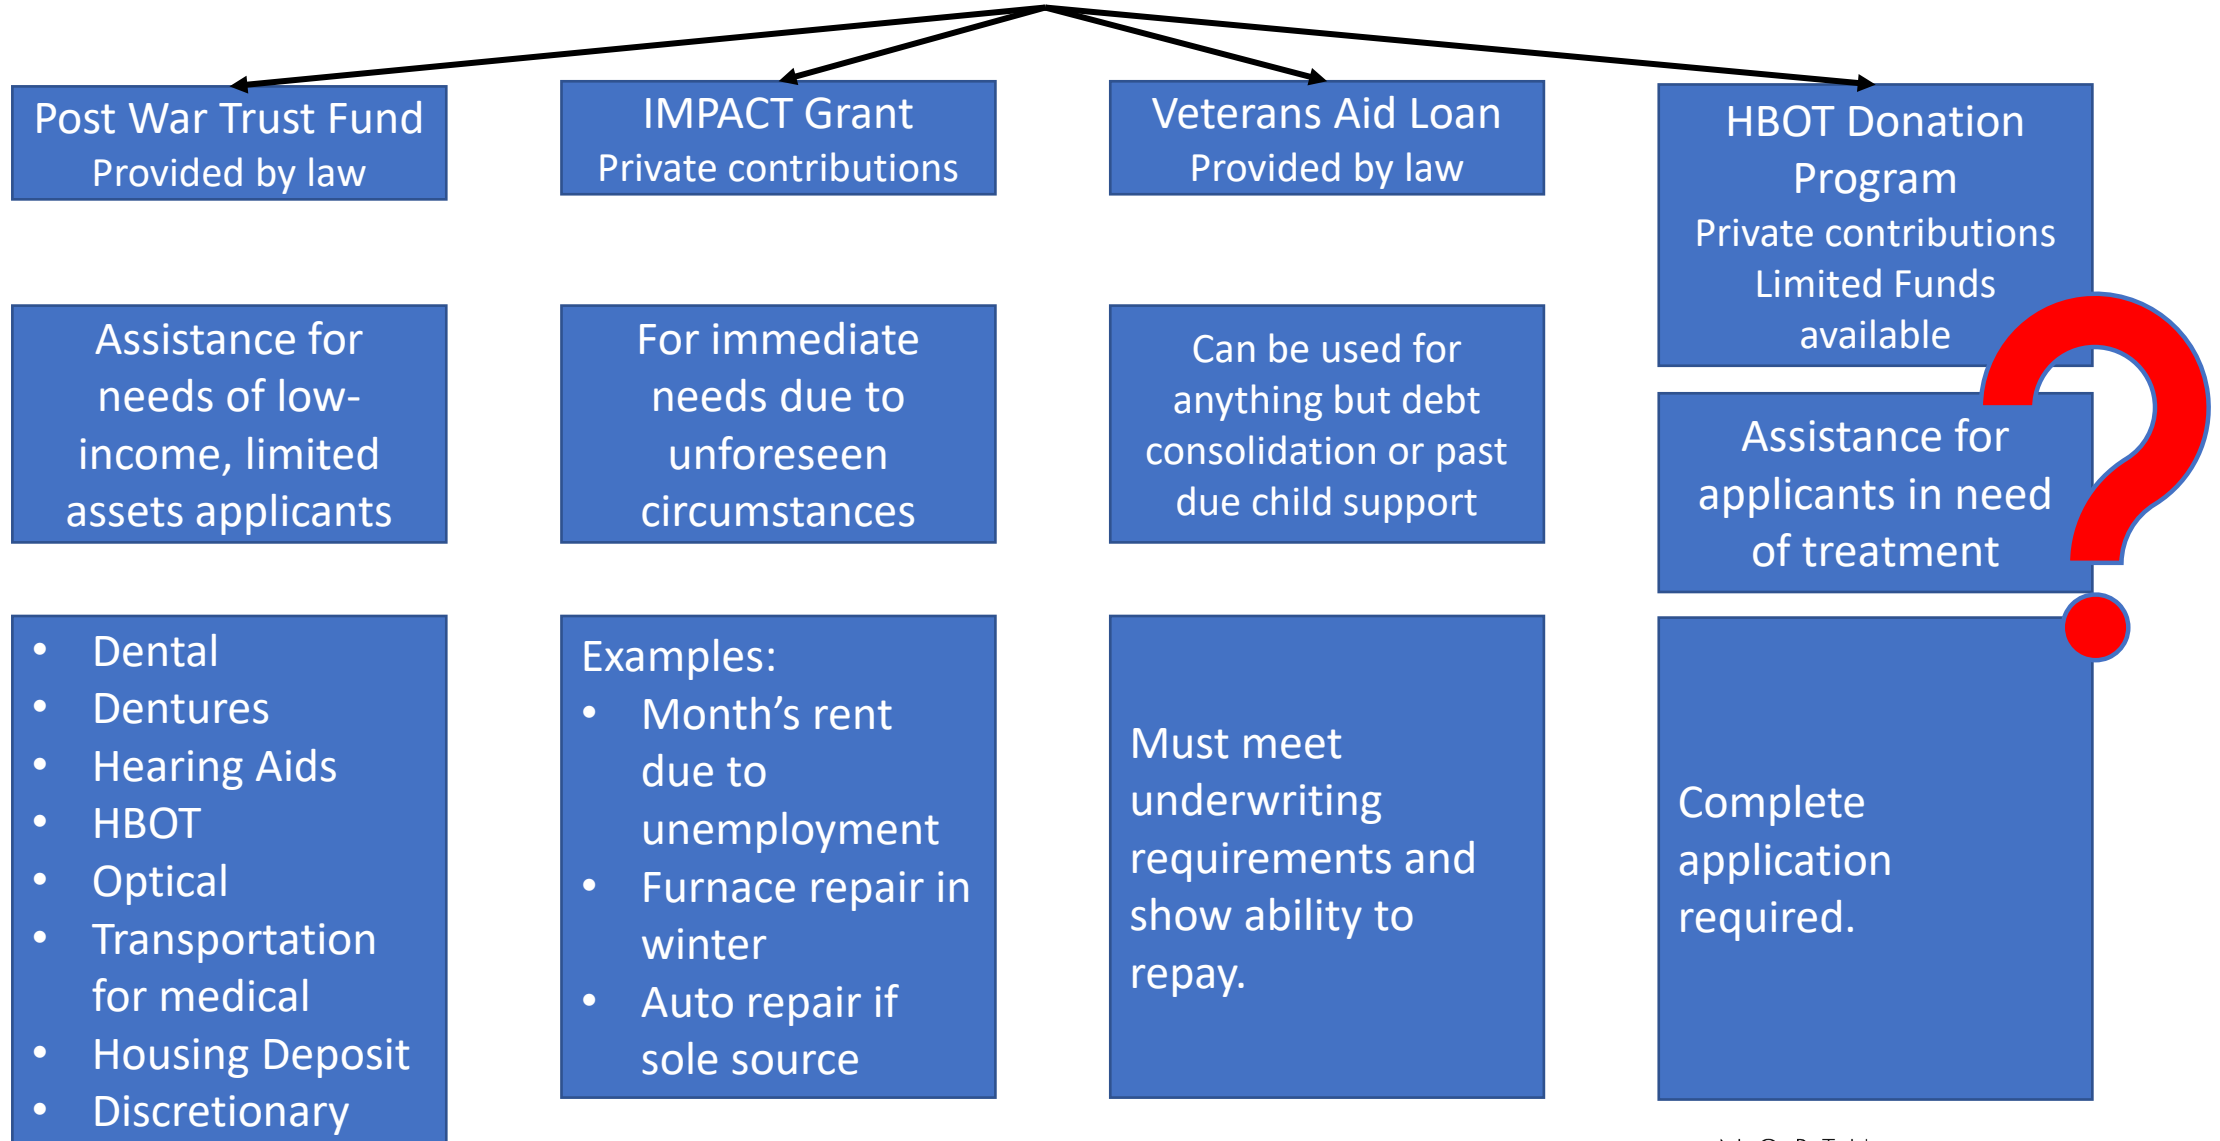 Post War Trust Fund
Provided by law
IMPACT Grant
Private contributions
Veterans Aid Loan
Provided by law
HBOT Donation
Program
Private contributions
Limited Funds
available
Assistance for
needs of low-
income, limited
assets applicants
For immediate
needs due to
unforeseen
circumstances
Can be used for
anything but debt
consolidation or past
due child support
Assistance for
applicants in need
of treatment
?
• Dental
• Dentures
• Hearing Aids
• HBOT
• Optical
• Transportation
for medical
• Housing Deposit
• Discretionary
Examples:
• Month’s rent
due to
unemployment
• Furnace repair in
winter
• Auto repair if
sole source
Must meet
underwriting
requirements and
show ability to
repay.
Complete
application
required.